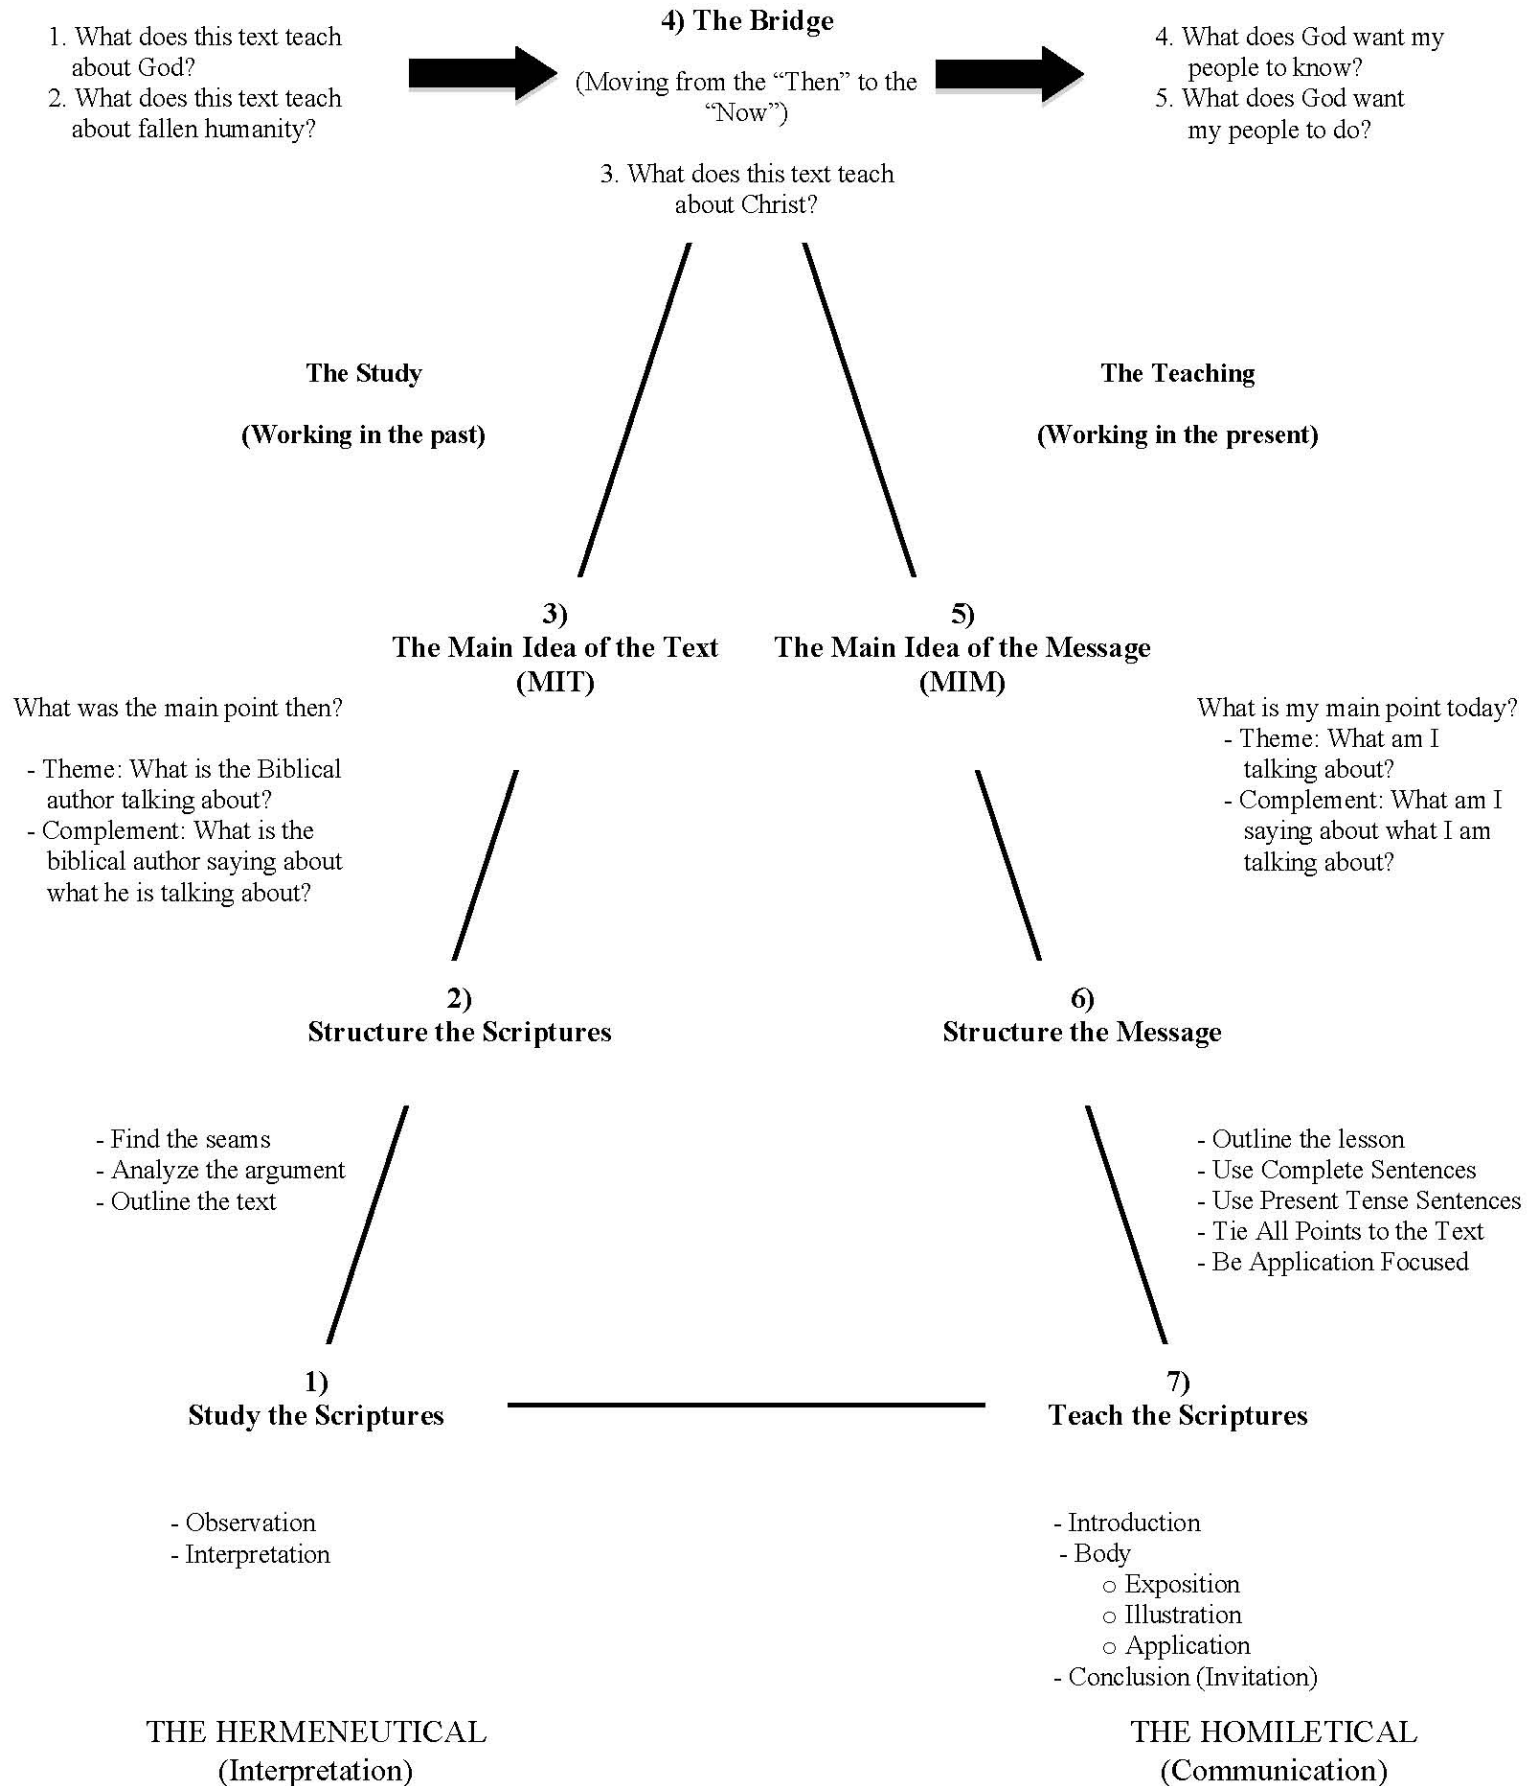 4) The Bridge
1. What does this text teach
about God?
2. What does this text teach
about fallen humanity?
(Moving from the “Then” to the
“Now”)
3. What does this text teach
about Christ?
4. What does God want my
people to know?
5. What does God want
my people to do?
The Study
(Working in the past)
The Teaching
(Working in the present)
3)
The Main Idea of the Text
(MIT)
5)
The Main Idea of the Message
(MIM)
What was the main point then?
- Theme: What is the Biblical
author talking about?
- Complement: What is the
biblical author saying about
what he is talking about?
What is my main point today?
- Theme: What am I
talking about?
- Complement: What am I
saying about what I am
talking about?
2)
Structure the Scriptures
6)
Structure the Message
- Find the seams
- Analyze the argument
- Outline the text
- Outline the lesson
- Use Complete Sentences
- Use Present Tense Sentences
- Tie All Points to the Text
- Be Application Focused
1)
Study the Scriptures
7)
Teach the Scriptures
- Observation
- Interpretation
- Introduction
- Body
o Exposition
o Illustration
o Application
- Conclusion (Invitation)
THE HERMENEUTICAL
(Interpretation)
THE HOMILETICAL
(Communication)